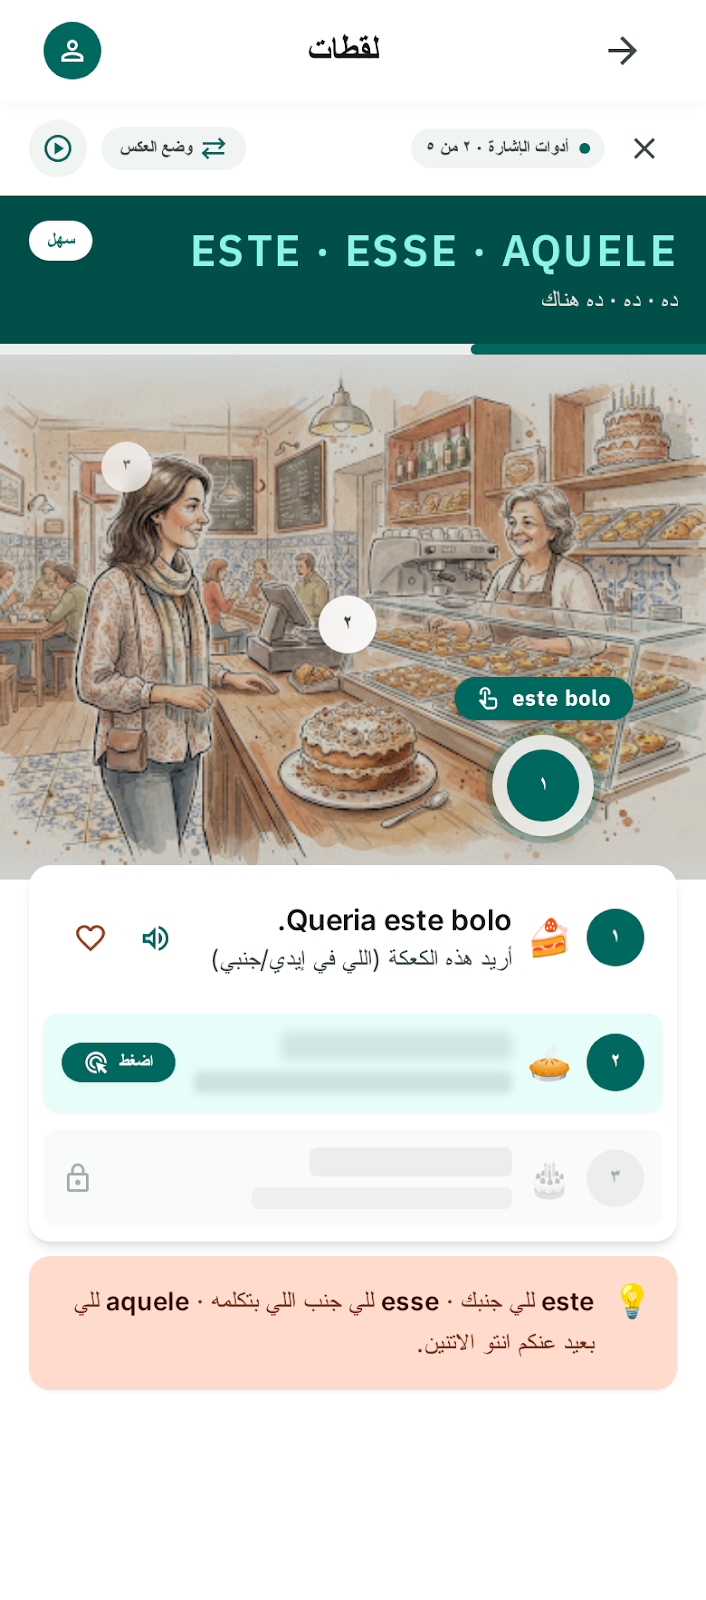 لقطات
أدوات الإشارة · ٢ من ٥
وضع العكس
ESTE · ESSE · AQUELE
سهل
ده · ده · ده هناك
٣
٢
este bolo
١
١
Queria este bolo.
أريد هذه الكعكة (اللي في إيدي/جنبي)
٢
اضغط
٣
este للي جنبك · esse للي جنب اللي بتكلمه · aquele للي
بعيد عنكم انتو الاتنين.